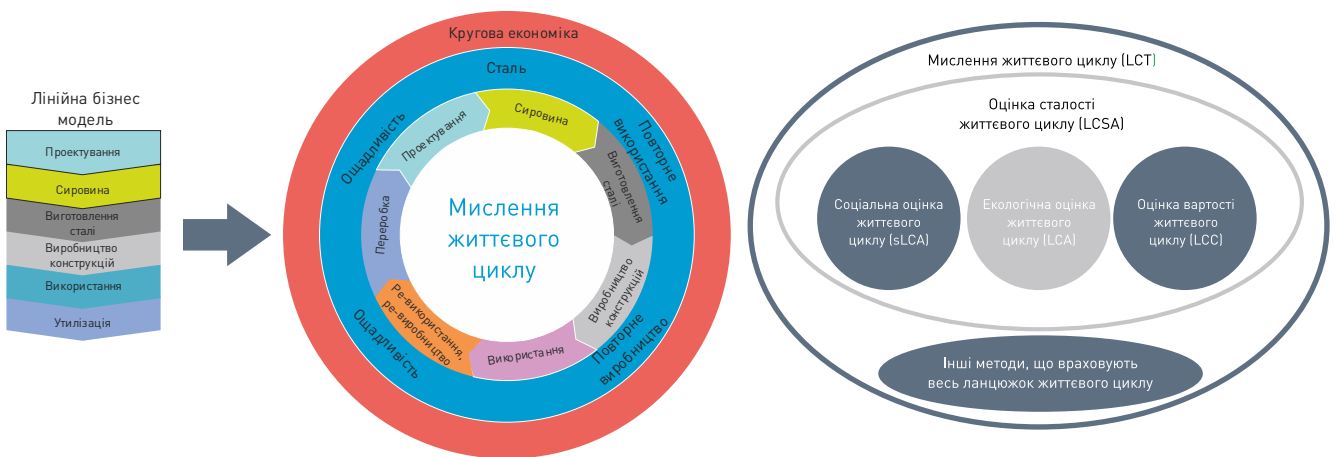 Лінійна бізнес
модель
Проектування
Сировина
Виготовлення
сталі
Виробництво
конструкцій
Використання
Утилізація
Кругова економіка
Сталь
Ощадливість
Повторне
використання
Повторне
виробництво
Ощадливість
Проектування
Сировина
Виготовлення
сталі
Виробництво
конструкцій
Використання
Ре-використання,
ре-виробництво
Переробка
Мислення
життєвого
циклу
Мислення життєвого циклу (LCT)
Оцінка сталості
життєвого циклу (LCSA)
Соціальна оцінка
життєвого
циклу (sLCA)
Екологічна оцінка
життєвого
циклу (LCA)
Оцінка вартості
життєвого
циклу (LCC)
Інші методи, що враховують
весь ланцюжок життєвого циклу